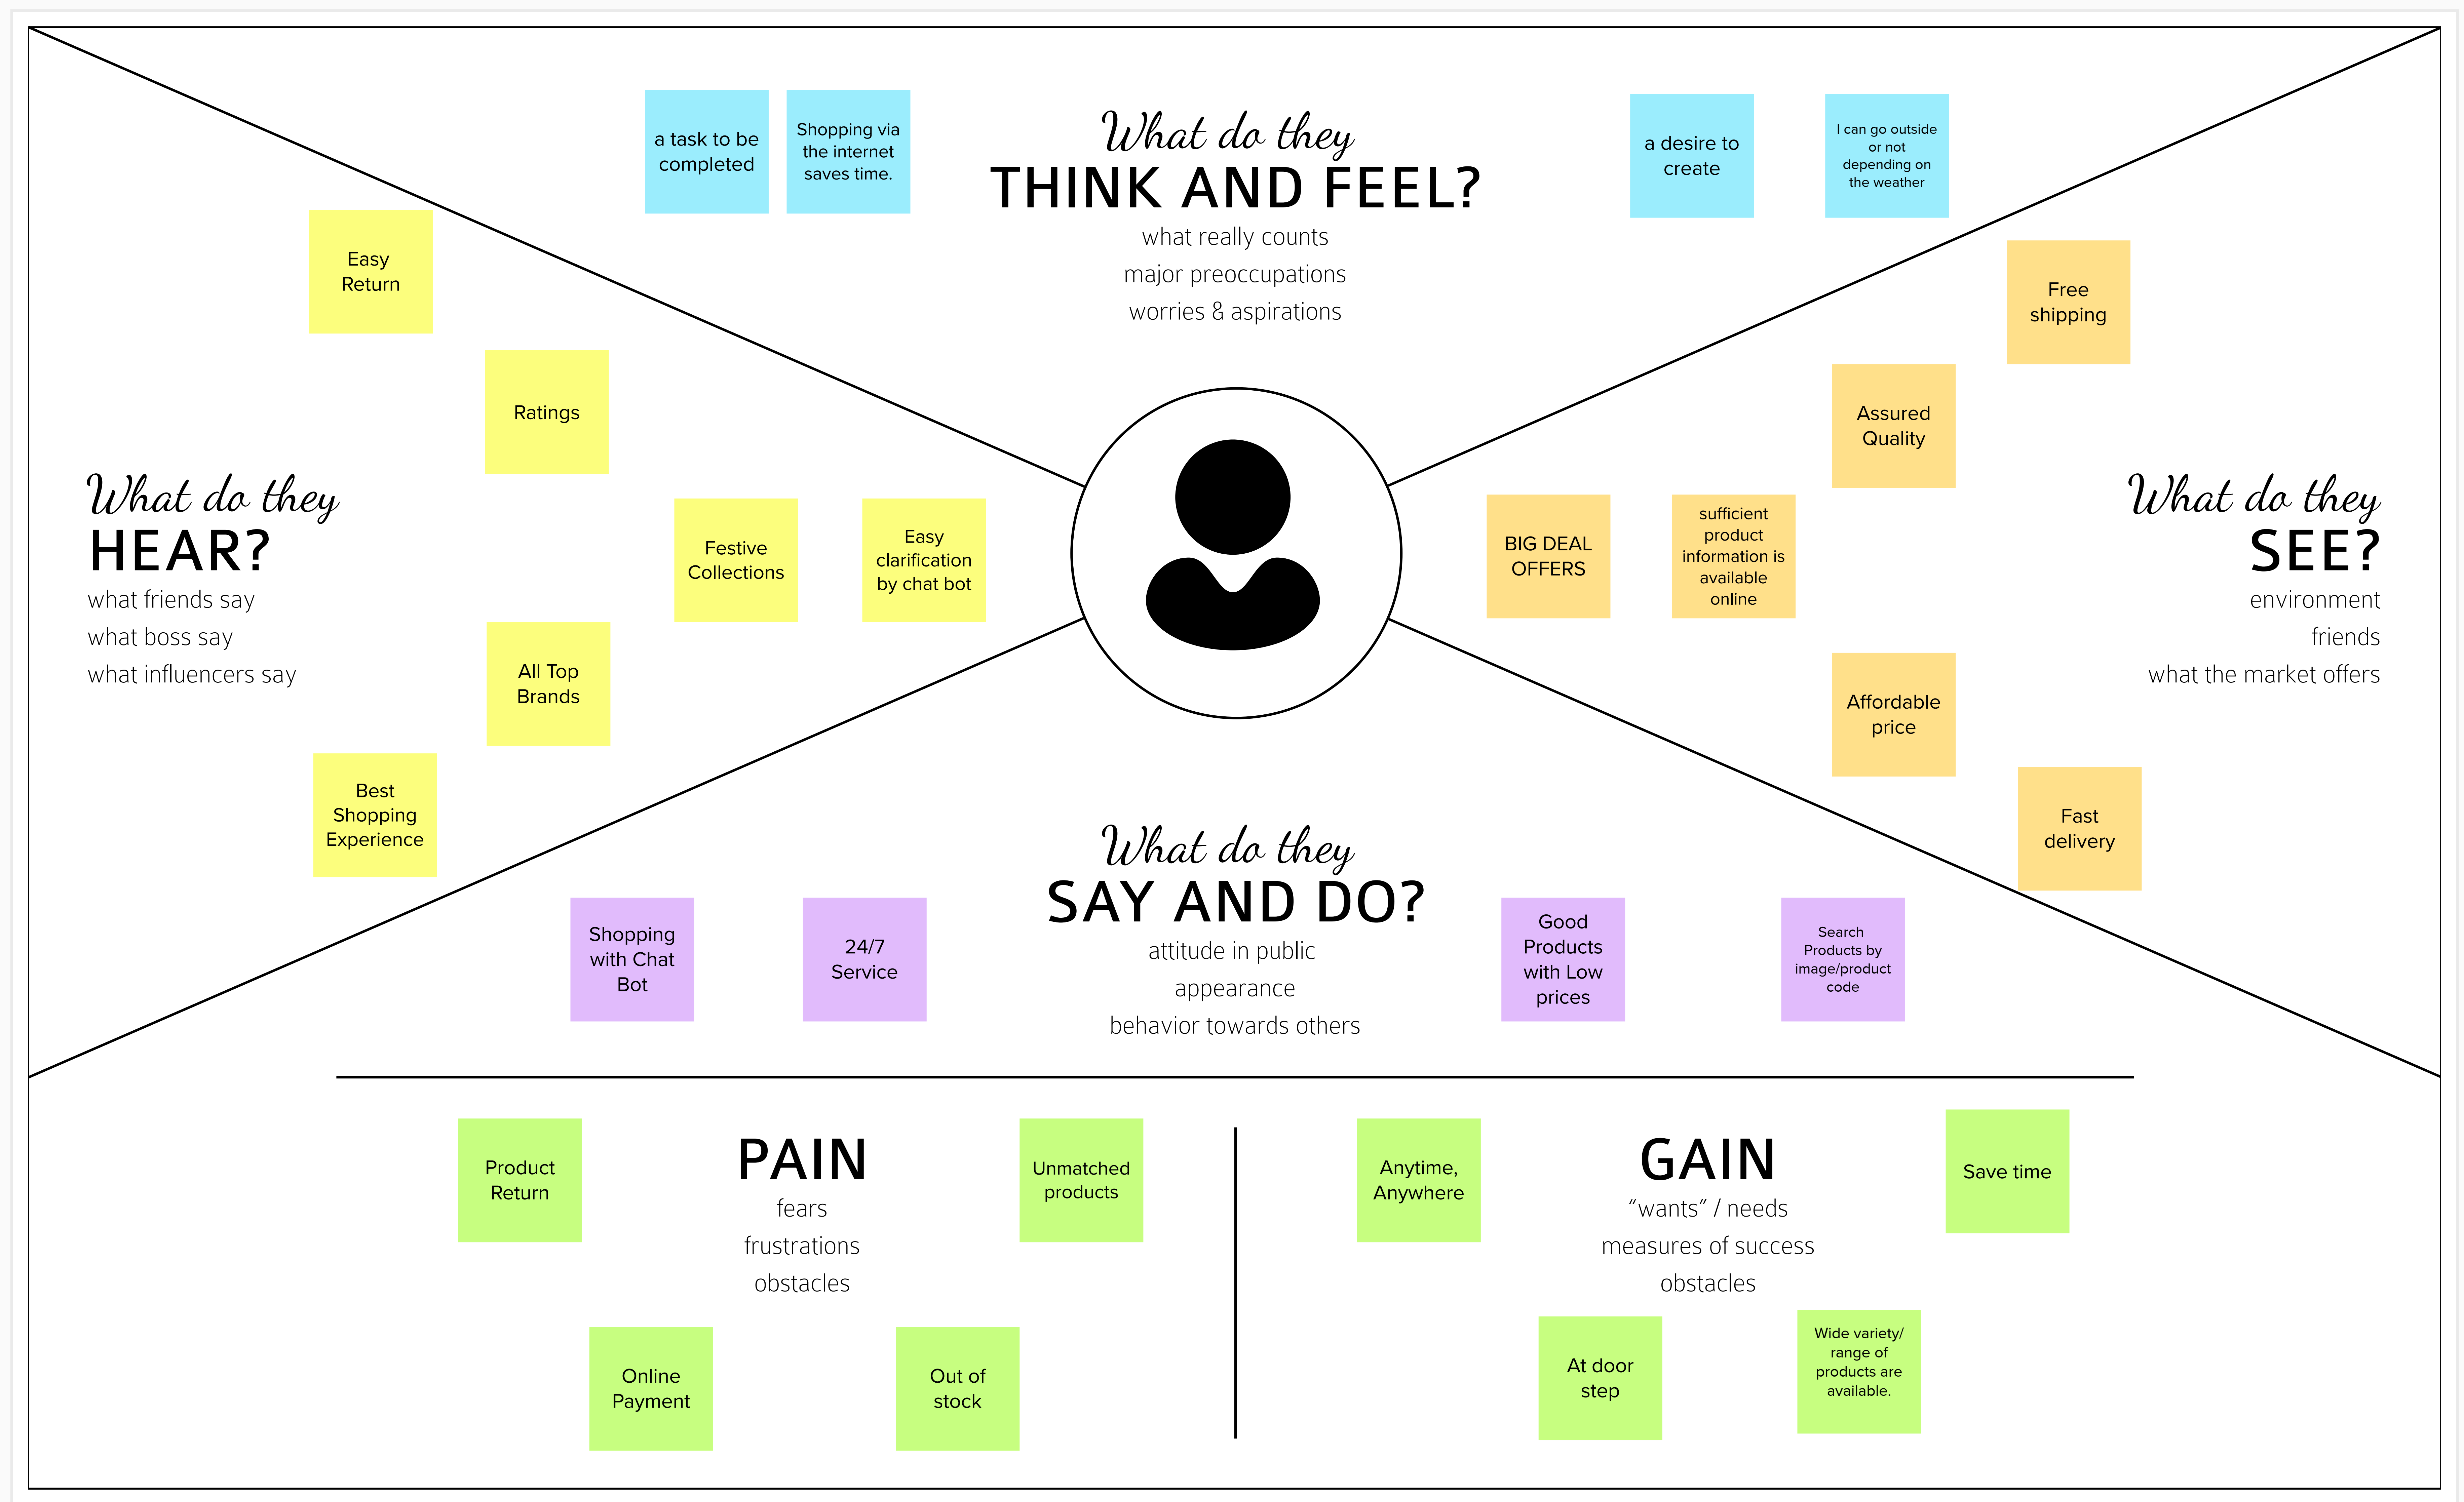 a task to be
completed
Shopping via
the internet
saves time.
What do they
THINK AND FEEL?
what really counts
major preoccupations
worries & aspirations
a desire to
create
I can go outside
or not
depending on
the weather
Easy
Return
Ratings
What do they
HEAR?
what friends say
what boss say
what influencers say
Festive
Collections
Easy
clarification
by chat bot
All Top
Brands
Best
Shopping
Experience
Free
shipping
Assured
Quality
BIG DEAL
OFFERS
sufficient
product
information is
available
online
What do they
SEE?
environment
friends
what the market offers
Affordable
price
Fast
delivery
What do they
SAY AND DO?
attitude in public
appearance
behavior towards others
Shopping
with Chat
Bot
24/7
Service
Good
Products
with Low
prices
Search
Products by
image/product
code
Product
Return
PAIN
fears
frustrations
obstacles
Unmatched
products
Online
Payment
Out of
stock
Anytime,
Anywhere
GAIN
“wants” / needs
measures of success
obstacles
Save time
At door
step
Wide variety/
range of
products are
available.